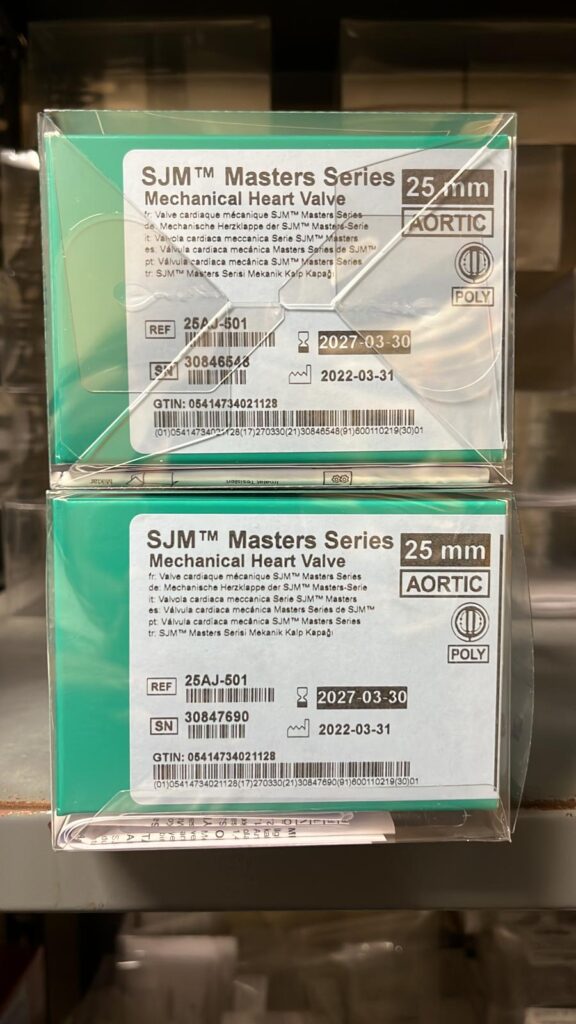 SJM™ Masters Series
25 mm
Mechanical Heart Valve
AORTIC
fr: Valve cardiaque mécanique SJM™ Masters Series
de: Mechanische Herzklappe der SJM™ Masters-Serie
it: Valvola cardiaca meccanica Serie SJM™ Masters
es: Válvula cardíaca mecánica Masters Series de SJM™
pt: Válvula cardíaca mecânica SJM™ Masters Series
tr: SJM™ Masters Serisi Mekanik Kalp Kapağı
POLY
REF 25AJ-501
2027-03-30
SN 30846548
2022-03-31
GTIN: 05414734021128
(01)05414734021128(17)270330(21)30846548(91)600110219(30)01
SJM™ Masters Series
25 mm
Mechanical Heart Valve
AORTIC
fr: Valve cardiaque mécanique SJM™ Masters Series
de: Mechanische Herzklappe der SJM™ Masters-Serie
it: Valvola cardiaca meccanica Serie SJM™ Masters
es: Válvula cardíaca mecánica Masters Series de SJM™
pt: Válvula cardíaca mecânica SJM™ Masters Series
tr: SJM™ Masters Serisi Mekanik Kalp Kapağı
POLY
REF 25AJ-501
2027-03-30
SN 30847690
2022-03-31
GTIN: 05414734021128
(01)05414734021128(17)270330(21)30847690(91)600110219(30)01